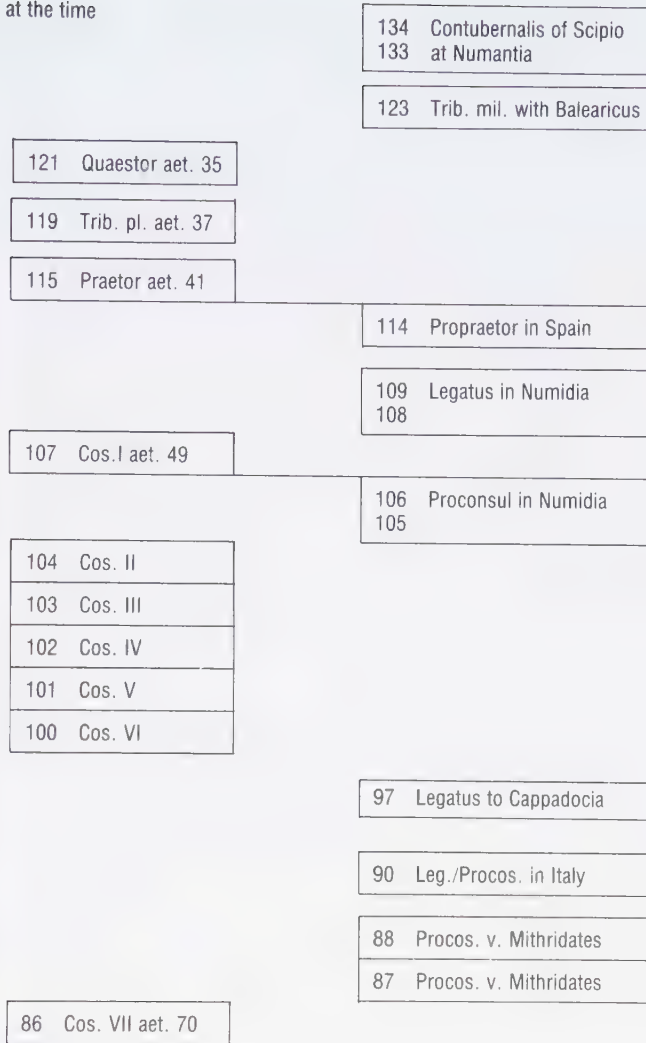 at the time
134 Contubernalis of Scipio
133 at Numantia
123 Trib. mil. with Balearicus
121 Quaestor aet. 35
119 Trib. pl. aet. 37
115 Praetor aet. 41
114 Propraetor in Spain
109 Legatus in Numidia
108
107 Cos.I aet. 49
106 Proconsul in Numidia
105
104 Cos. II
103 Cos. III
102 Cos. IV
101 Cos. V
100 Cos. VI
97 Legatus to Cappadocia
90 Leg./Procos. in Italy
88 Procos. v. Mithridates
87 Procos. v. Mithridates
86 Cos. VII aet. 70